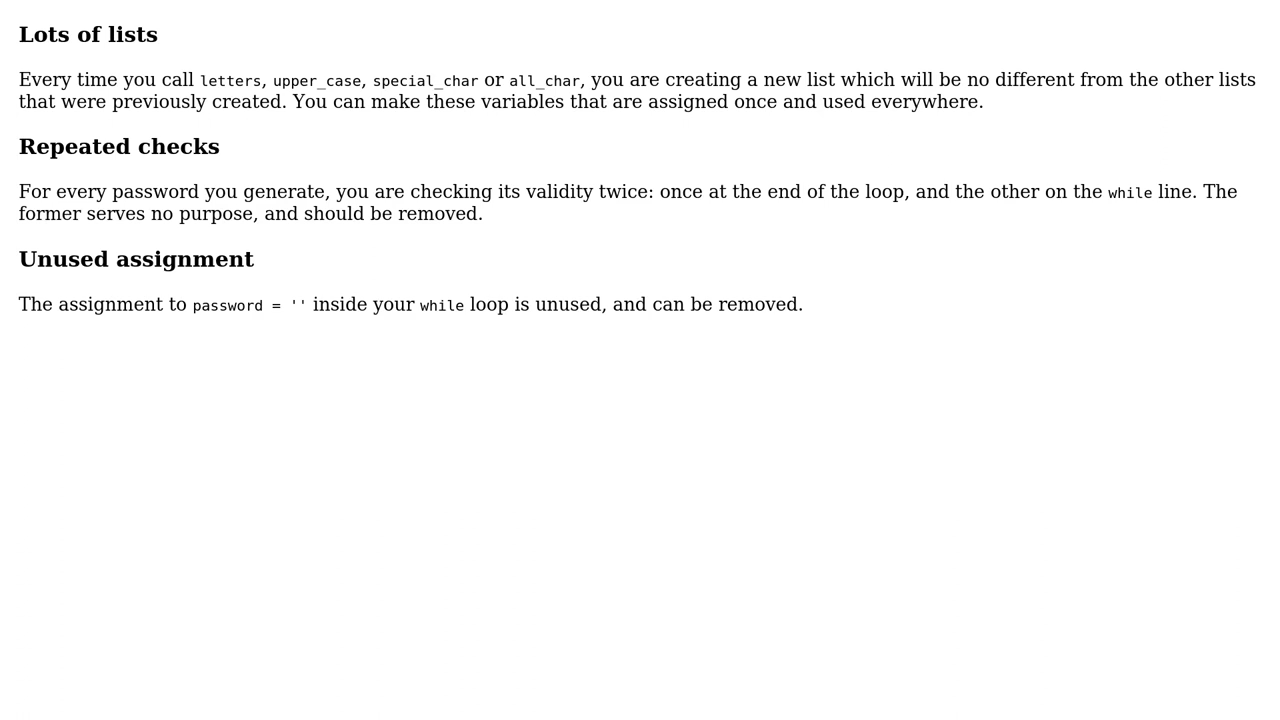 Lots of lists
Every time you call letters, upper_case, special_char or all_char, you are creating a new list which will be no different from the other lists
that were previously created. You can make these variables that are assigned once and used everywhere.
Repeated checks
For every password you generate, you are checking its validity twice: once at the end of the loop, and the other on the while line. The
former serves no purpose, and should be removed.
Unused assignment
The assignment to password = '' inside your while loop is unused, and can be removed.